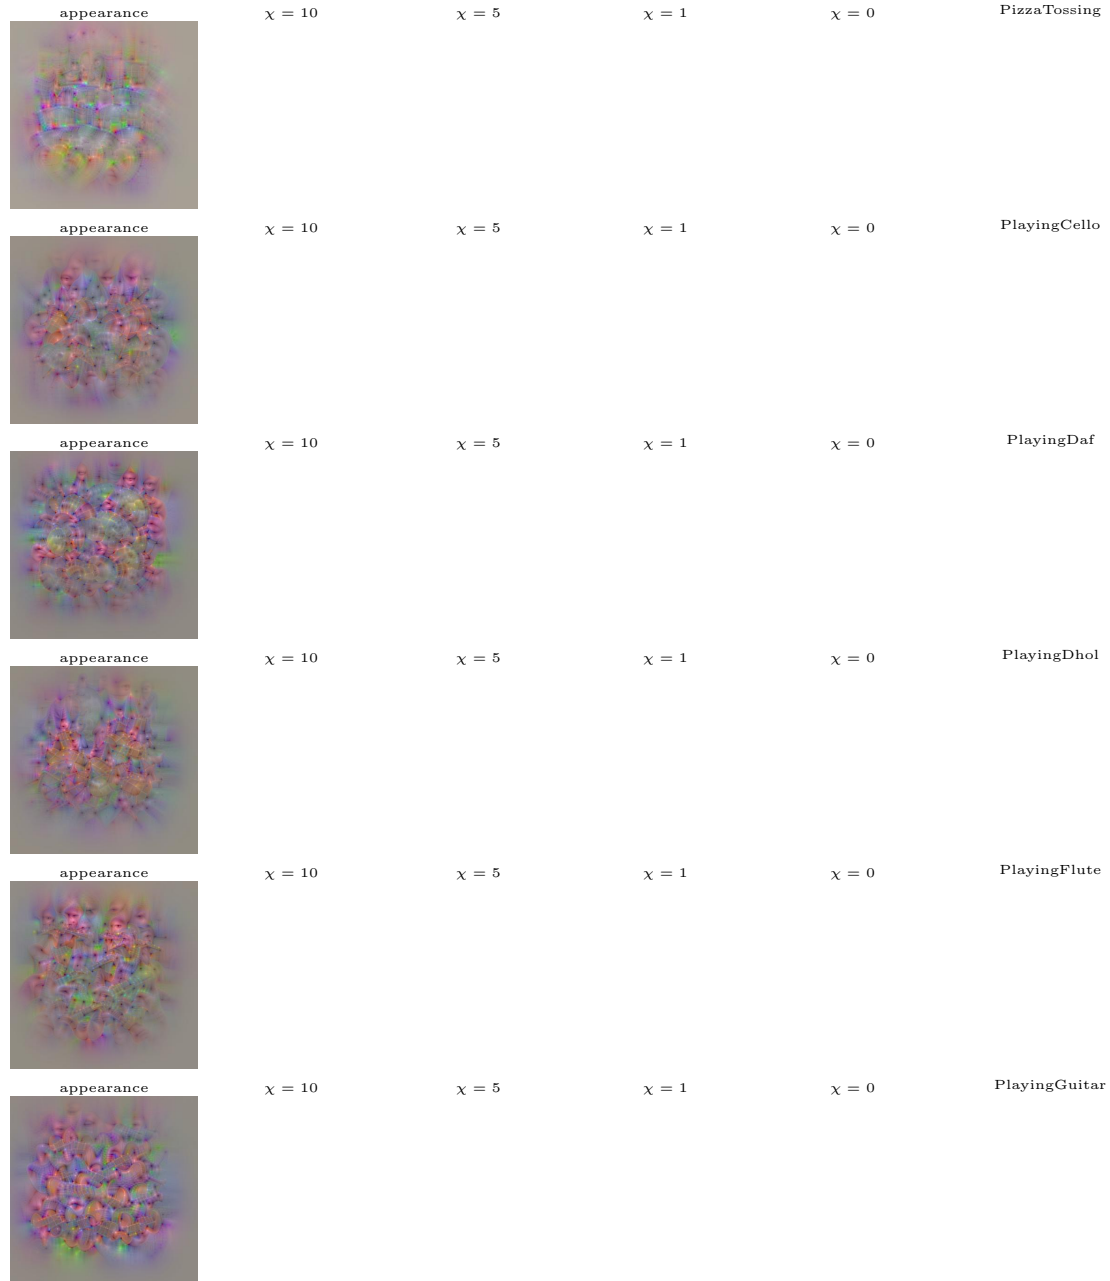 appearance χ = 10 χ = 5 χ = 1 χ = 0 PizzaTossing
appearance χ = 10 χ = 5 χ = 1 χ = 0 PlayingCello
appearance χ = 10 χ = 5 χ = 1 χ = 0 PlayingDaf
appearance χ = 10 χ = 5 χ = 1 χ = 0 PlayingDhol
appearance χ = 10 χ = 5 χ = 1 χ = 0 PlayingFlute
appearance χ = 10 χ = 5 χ = 1 χ = 0 PlayingGuitar